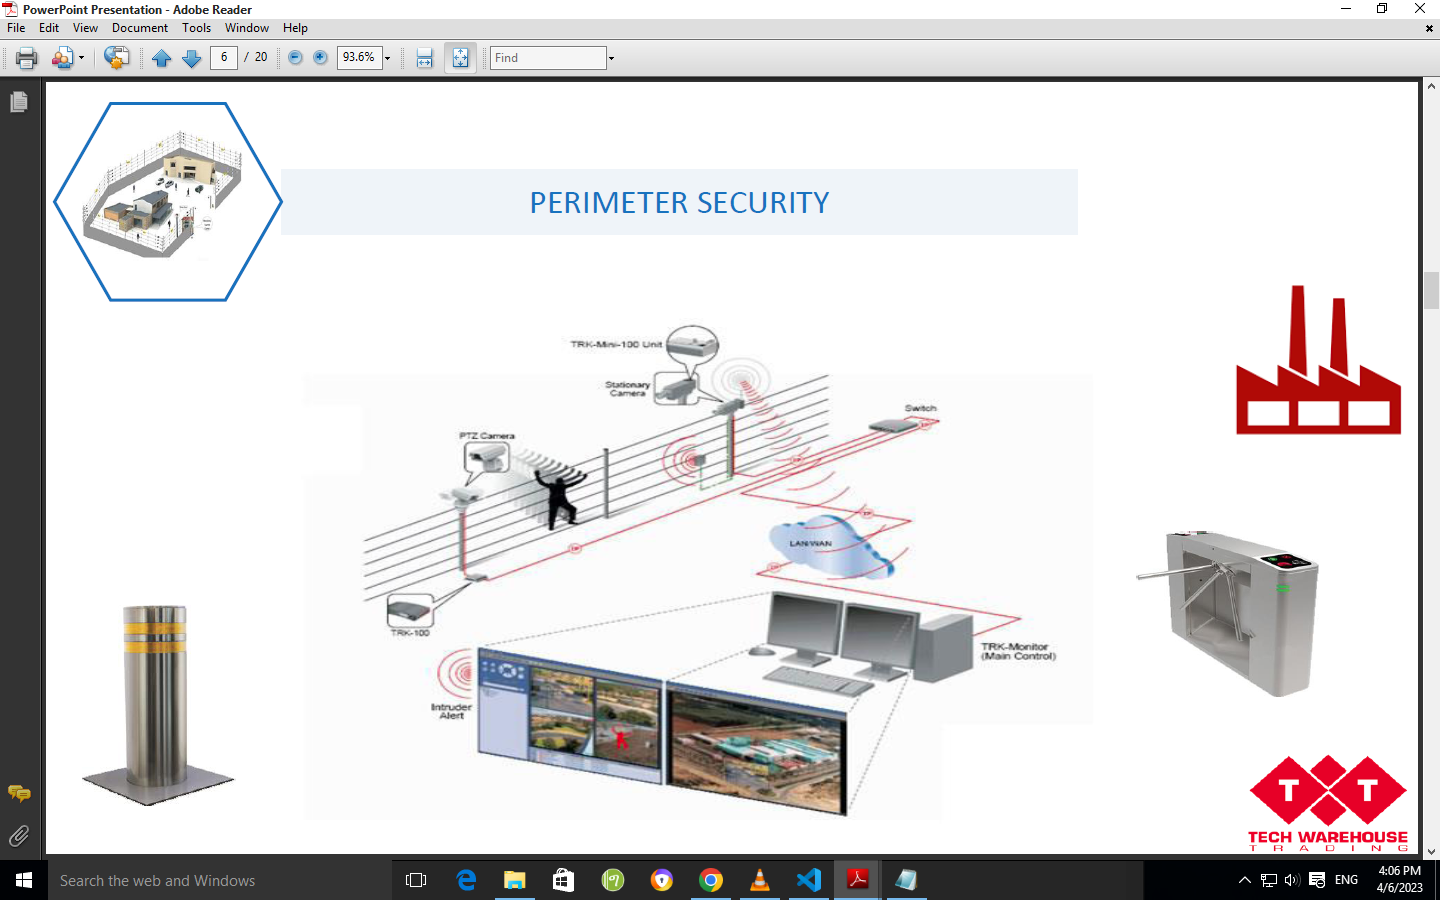 PowerPoint Presentation - Adobe Reader
File Edit View Document Tools Window Help
6 / 20 93.6% Find
PERIMETER SECURITY
TRK-Mini-100 Unit
Stationary
Camera
Switch
PTZ Camera
LAN/WAN
TRK-100
TRK-Monitor
(Main Control)
Intruder
Alert
T T
TECH WAREHOUSE
TRADING
Search the web and Windows
ENG
4:06 PM
4/6/2023